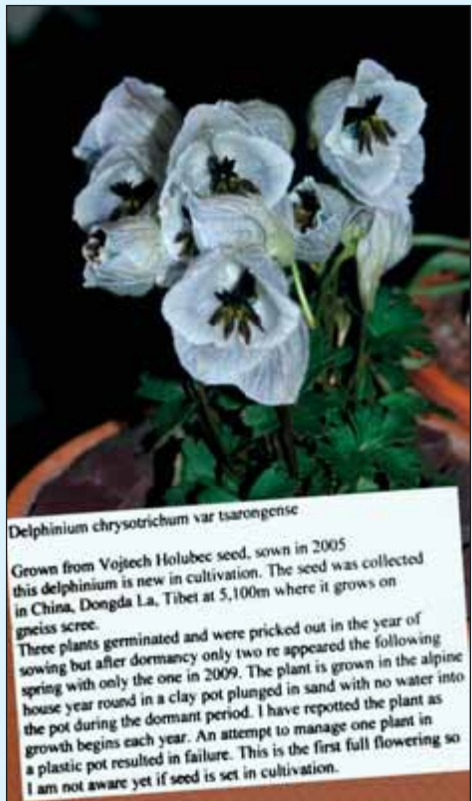 Delphinium chrysotrichum var tsarongense
Grown from Vojtech Holubec seed, sown in 2005
this delphinium is new in cultivation. The seed was collected
in China, Dongda La, Tibet at 5,100m where it grows on
gneiss scree.
Three plants germinated and were pricked out in the year of
sowing but after dormancy only two re appeared the following
spring with only the one in 2009. The plant is grown in the alpine
house year round in a clay pot plunged in sand with no water into
the pot during the dormant period. I have repotted the plant as
growth begins each year. An attempt to manage one plant in
a plastic pot resulted in failure. This is the first full flowering so
I am not aware yet if seed is set in cultivation.